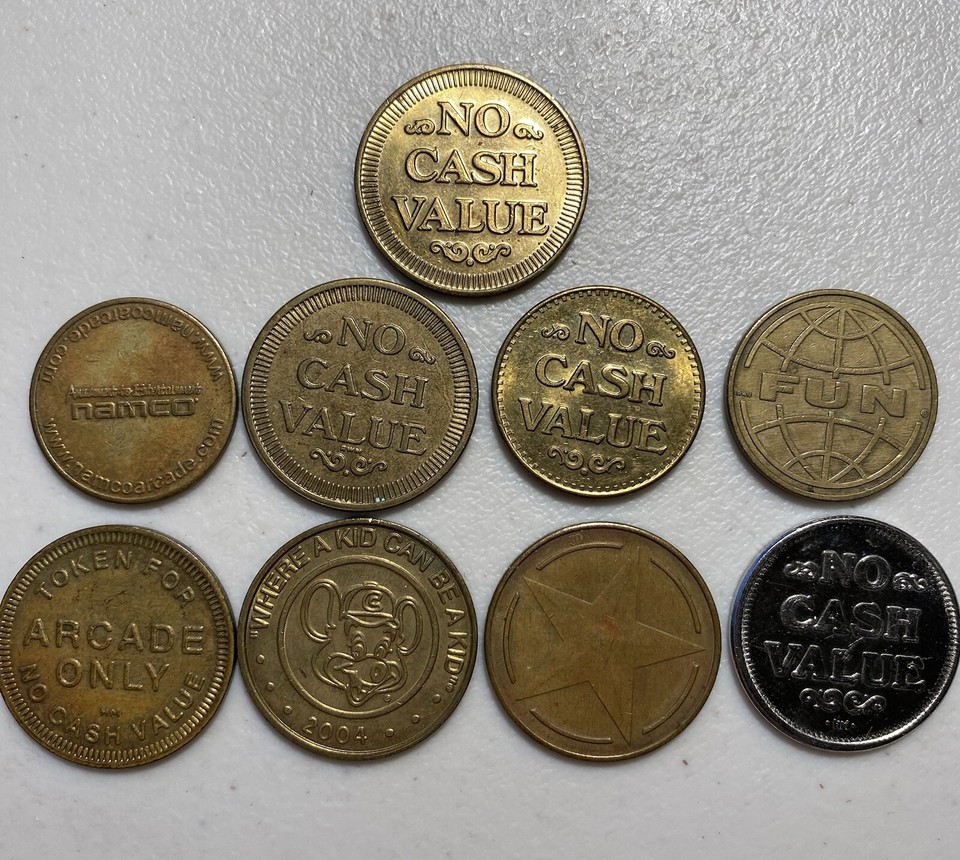 NO
CASH
VALUE
www.namcoarcade.com
namco
www.namcoarcade.com
NO
CASH
VALUE
NO
CASH
VALUE
FUN
TOKEN FOR
ARCADE
ONLY
NO CASH VALUE
"WHERE A KID CAN BE A KID"
2004
NO
CASH
VALUE